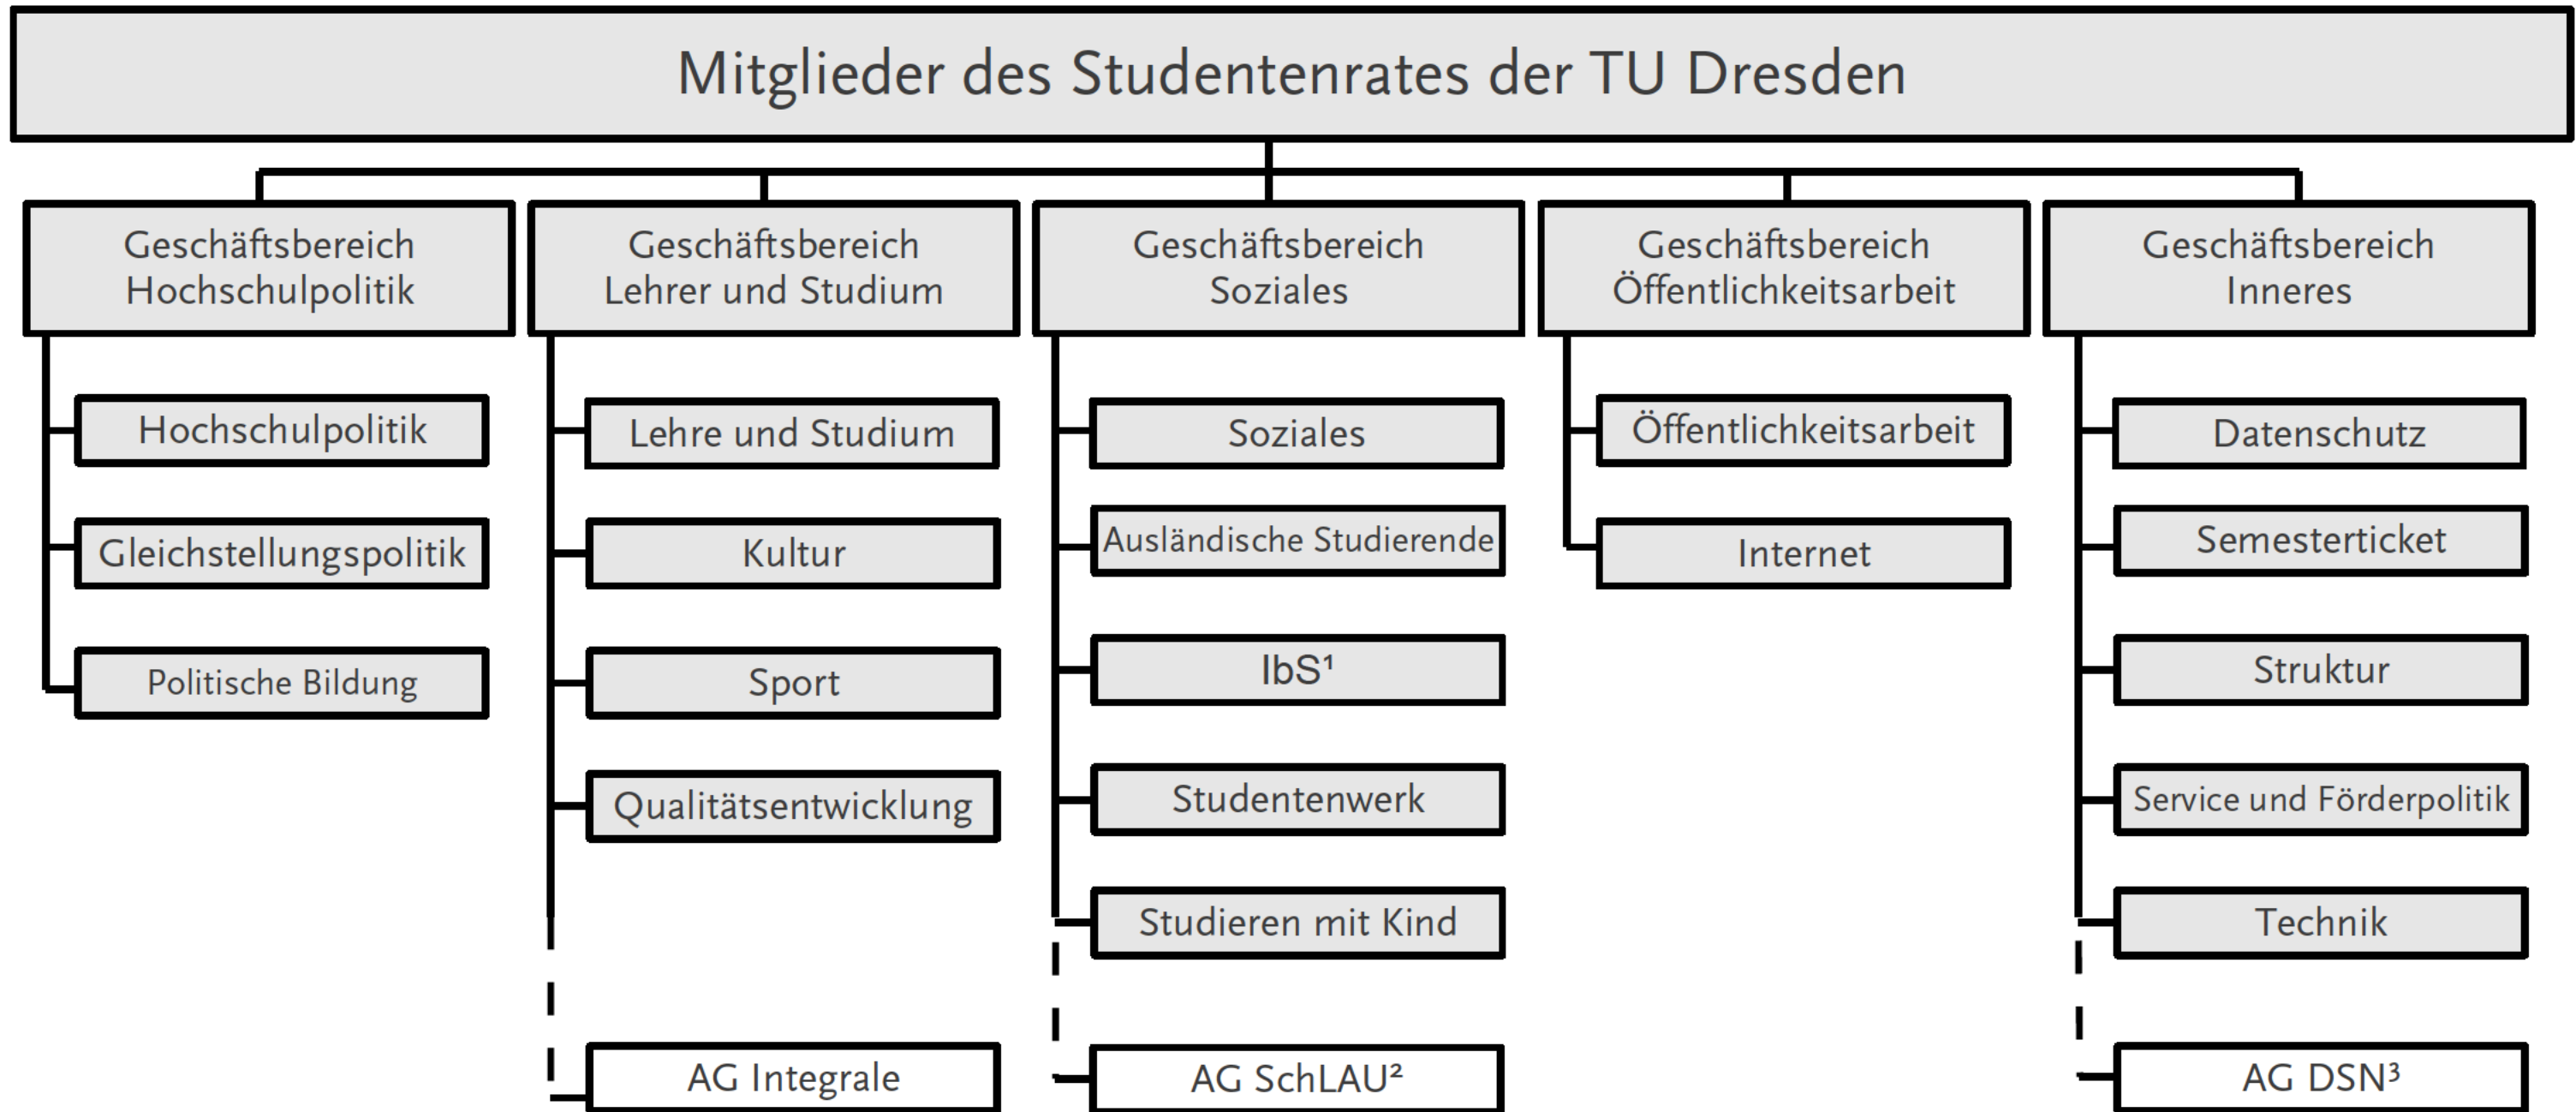 Mitglieder des Studentenrates der TU Dresden
Geschäftsbereich
Hochschulpolitik
Hochschulpolitik
Gleichstellungspolitik
Politische Bildung
Geschäftsbereich
Lehrer und Studium
Lehre und Studium
Kultur
Sport
Qualitätsentwicklung
AG Integrale
Geschäftsbereich
Soziales
Soziales
Ausländische Studierende
IbS¹
Studentenwerk
Studieren mit Kind
AG SchLAU²
Geschäftsbereich
Öffentlichkeitsarbeit
Öffentlichkeitsarbeit
Internet
Geschäftsbereich
Inneres
Datenschutz
Semesterticket
Struktur
Service und Förderpolitik
Technik
AG DSN³